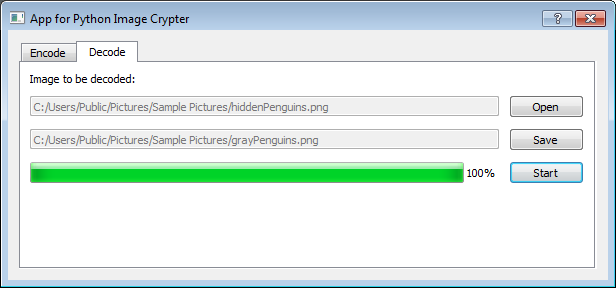 App for Python Image Crypter
Encode Decode
Image to be decoded:
C:/Users/Public/Pictures/Sample Pictures/hiddenPenguins.png Open
C:/Users/Public/Pictures/Sample Pictures/grayPenguins.png Save
100% Start